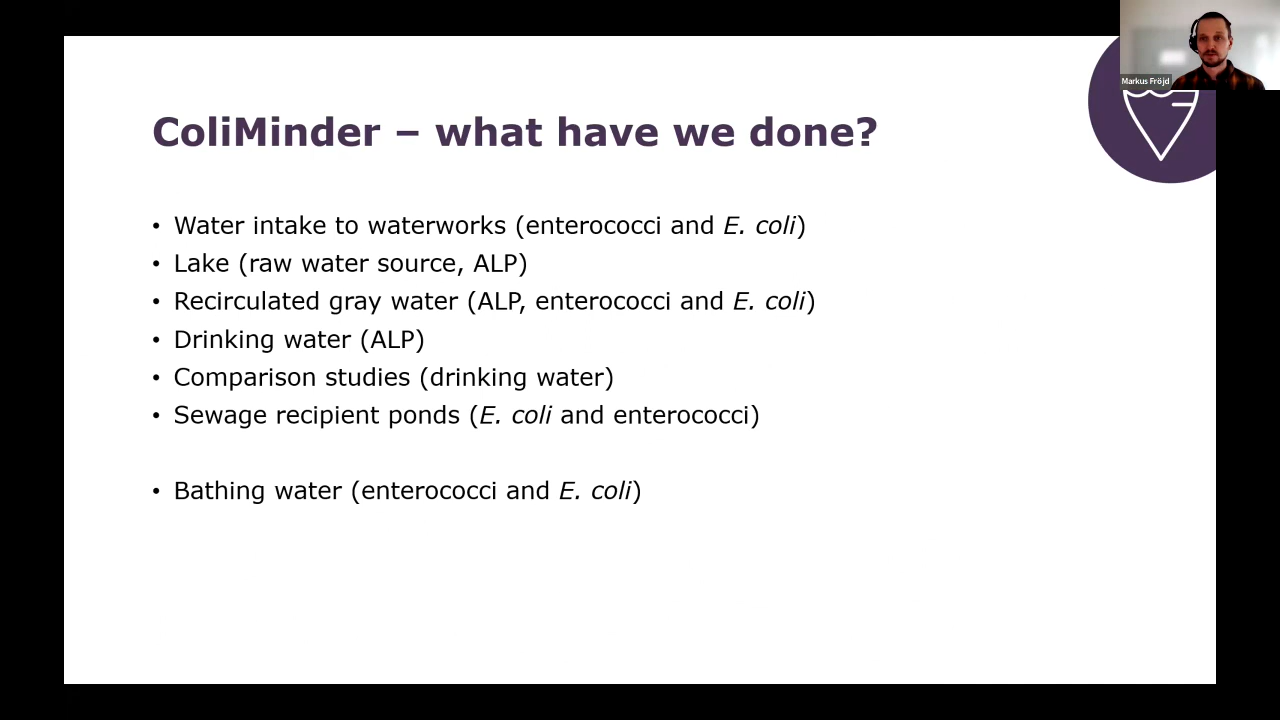 Markus Fröjd
ColiMinder – what have we done?
• Water intake to waterworks (enterococci and E. coli)
• Lake (raw water source, ALP)
• Recirculated gray water (ALP, enterococci and E. coli)
• Drinking water (ALP)
• Comparison studies (drinking water)
• Sewage recipient ponds (E. coli and enterococci)
• Bathing water (enterococci and E. coli)